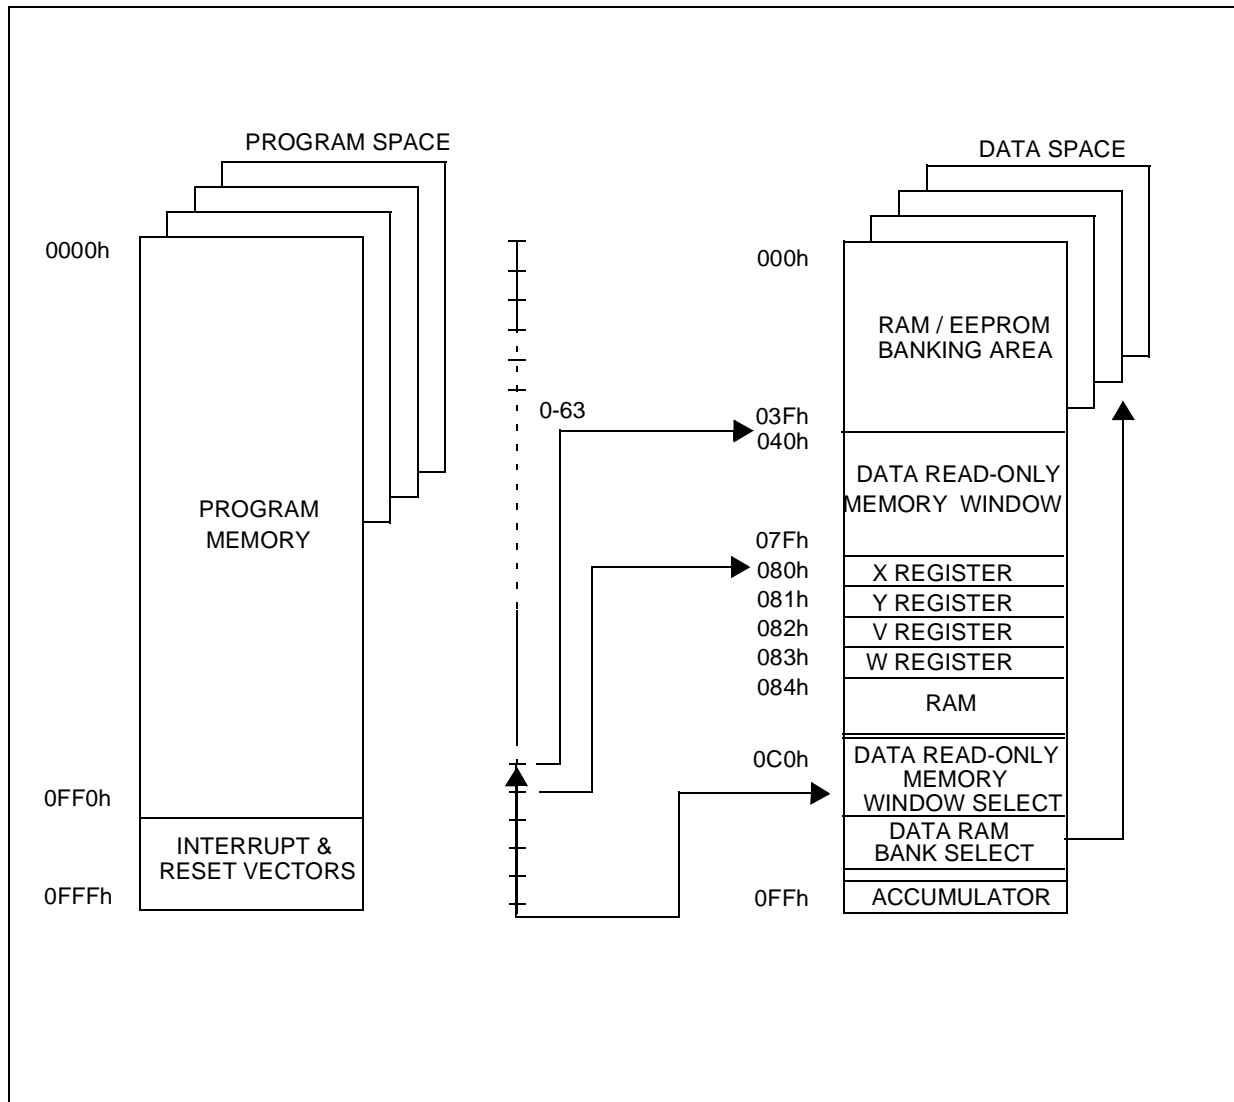 PROGRAM SPACE
0000h
PROGRAM
MEMORY
0FF0h
INTERRUPT &
RESET VECTORS
0FFFh
0-63
DATA SPACE
000h
RAM / EEPROM
BANKING AREA
03Fh
040h
DATA READ-ONLY
MEMORY WINDOW
07Fh
080h
X REGISTER
081h
Y REGISTER
082h
V REGISTER
083h
W REGISTER
084h
RAM
0C0h
DATA READ-ONLY
MEMORY
WINDOW SELECT
DATA RAM
BANK SELECT
0FFh
ACCUMULATOR